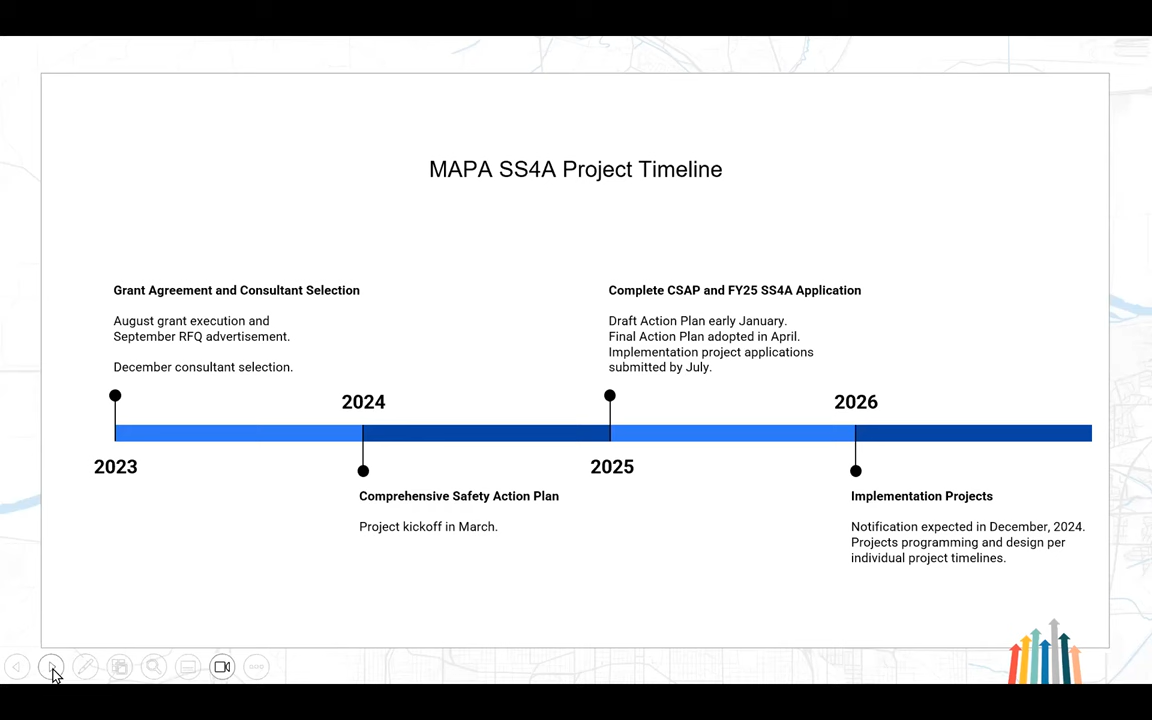 MAPA SS4A Project Timeline
Grant Agreement and Consultant Selection
August grant execution and
September RFQ advertisement.
December consultant selection.
Complete CSAP and FY25 SS4A Application
Draft Action Plan early January.
Final Action Plan adopted in April.
Implementation project applications
submitted by July.
2024
2026
2023
2025
Comprehensive Safety Action Plan
Project kickoff in March.
Implementation Projects
Notification expected in December, 2024.
Projects programming and design per
individual project timelines.